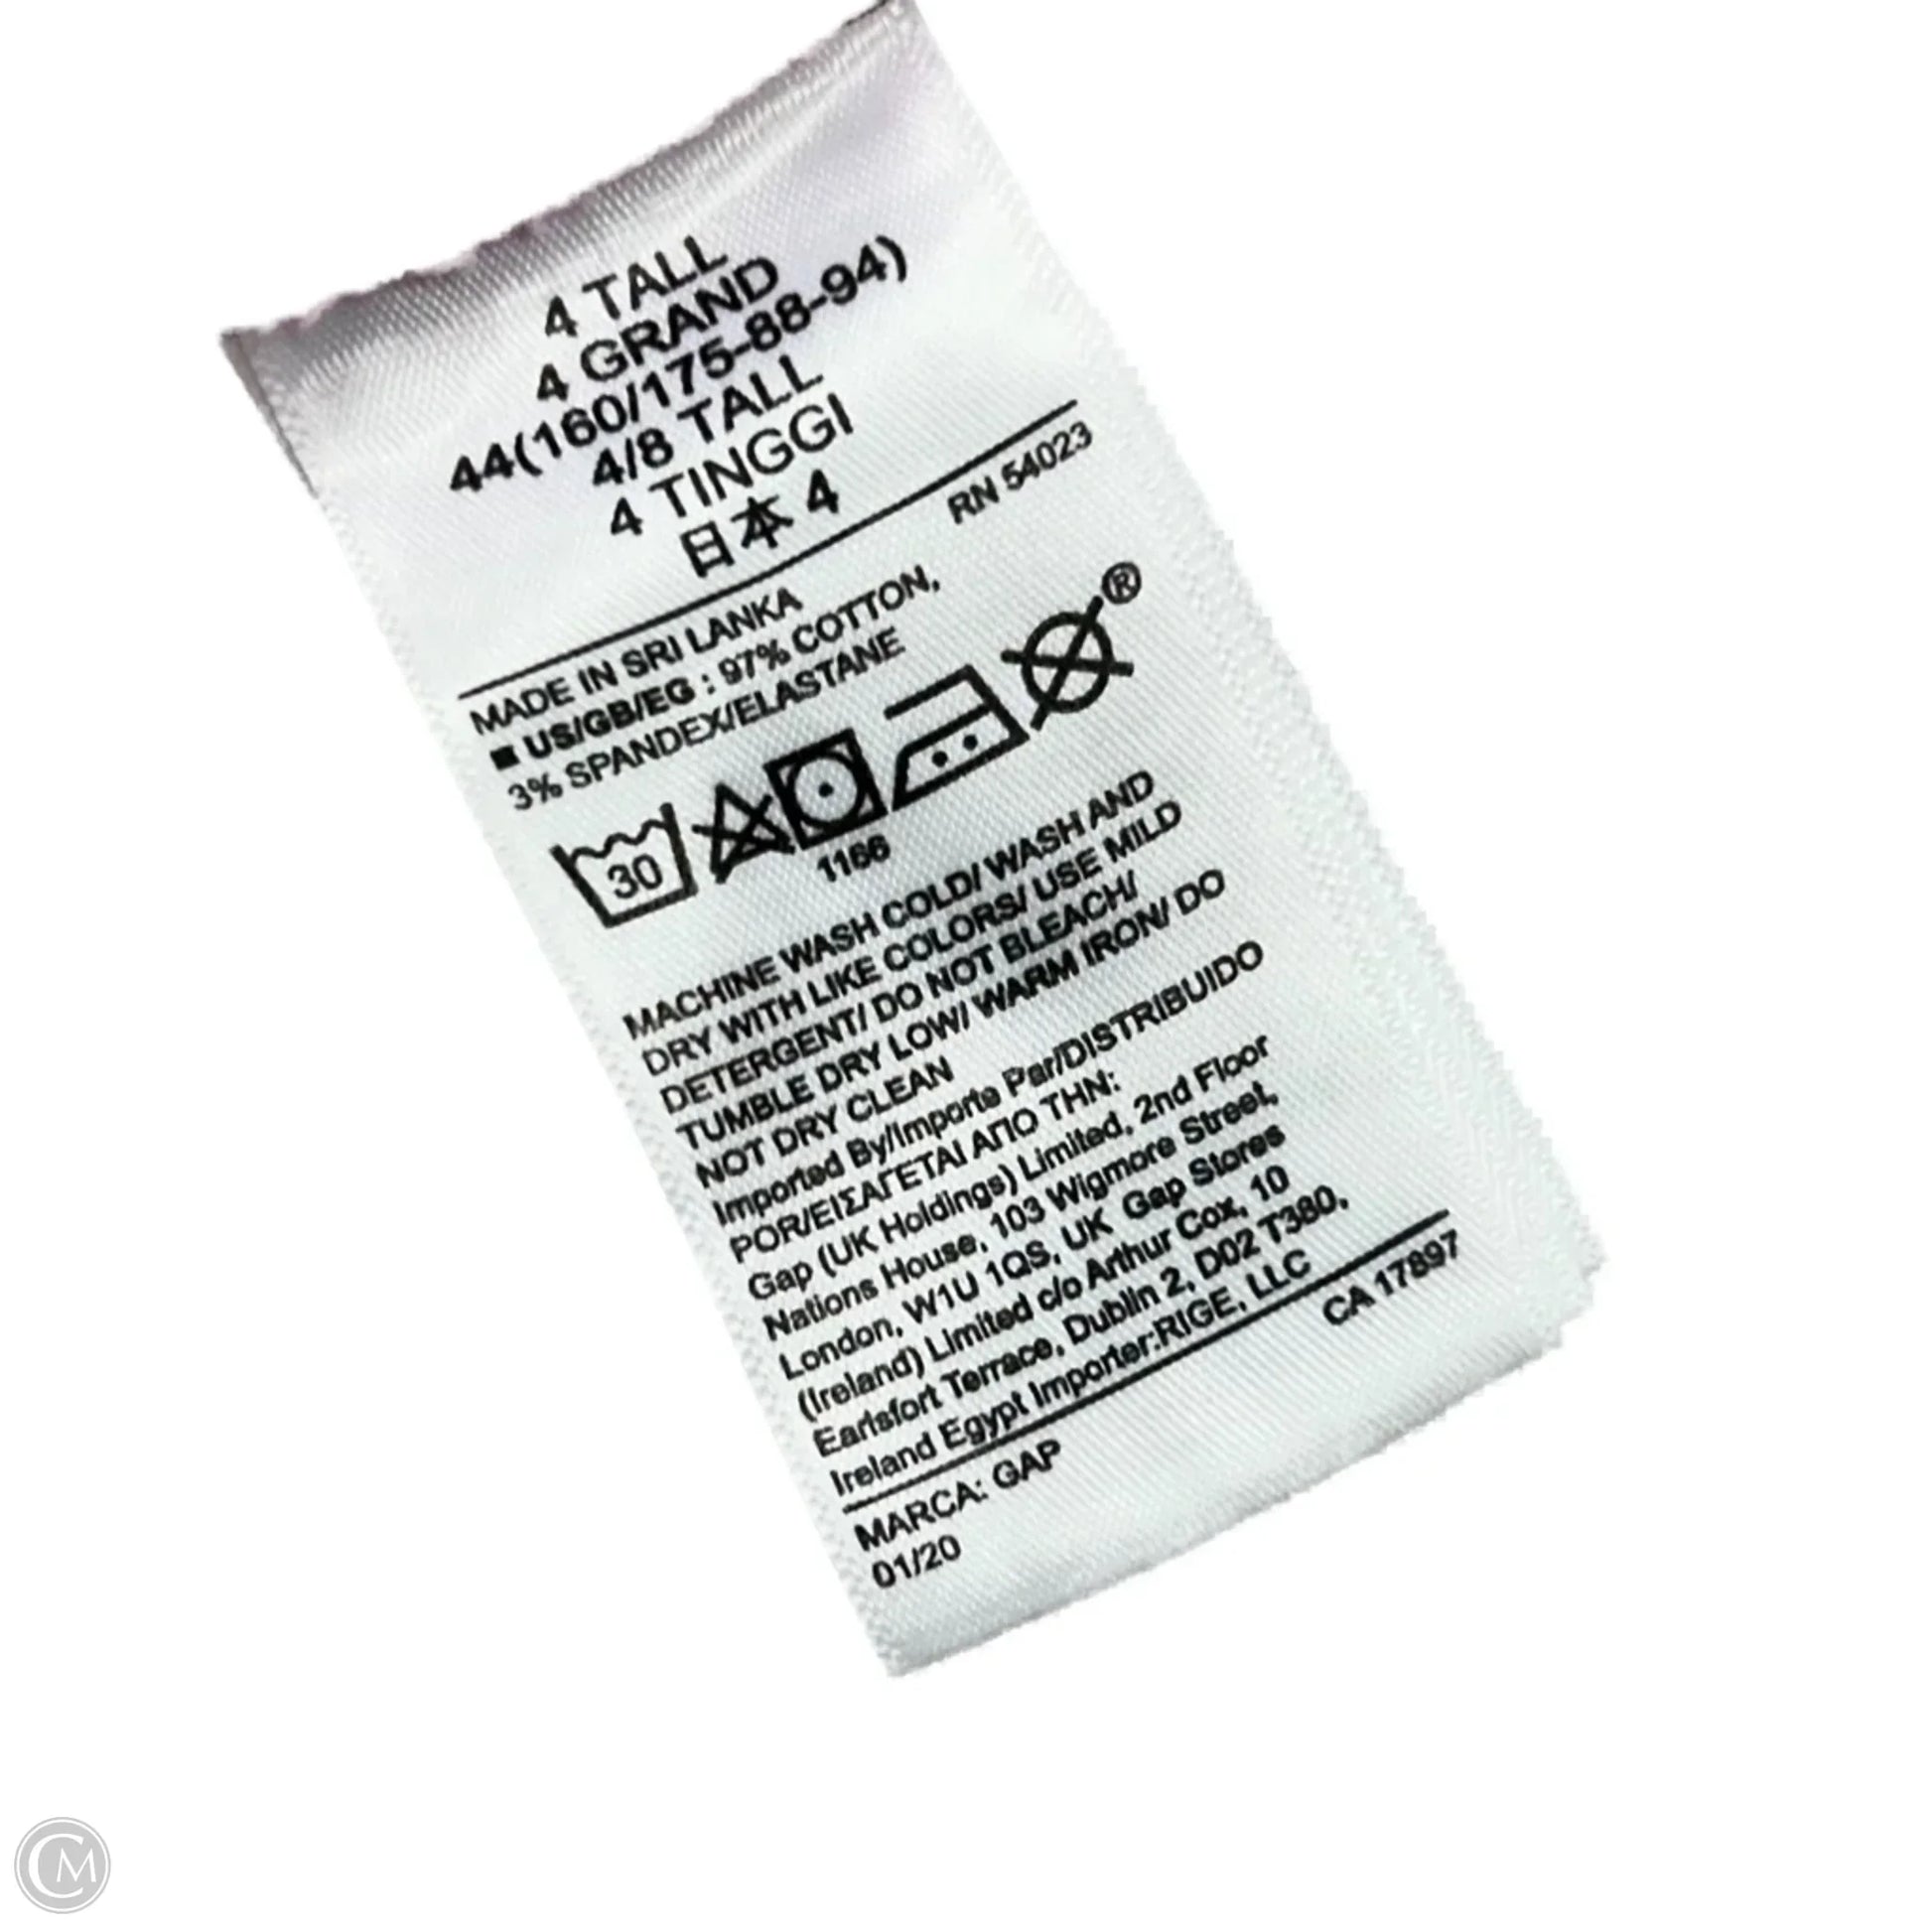 4 TALL
4 GRAND
44(160/175-88-94)
4/8 TALL
4 TINGGI
日本 4
RN 54023
MADE IN SRI LANKA
■ US/GB/EG : 97% COTTON,
3% SPANDEX/ELASTANE
®
30
1166
MACHINE WASH COLD/ WASH AND
DRY WITH LIKE COLORS/ USE MILD
DETERGENT/ DO NOT BLEACH/
TUMBLE DRY LOW/ WARM IRON/ DO
NOT DRY CLEAN
Imported By/Importe Par/DISTRIBUIDO
POR/ΕΙΣΑΓΕΤΑΙ ΑΠΟ ΤΗΝ:
Gap (UK Holdings) Limited, 2nd Floor
Nations House, 103 Wigmore Street,
London, W1U 1QS, UK Gap Stores
(Ireland) Limited c/o Arthur Cox, 10
Earlsfort Terrace, Dublin 2, D02 T380,
Ireland Egypt Importer:RIGE, LLC
CA 17897
MARCA: GAP
01/20
CM